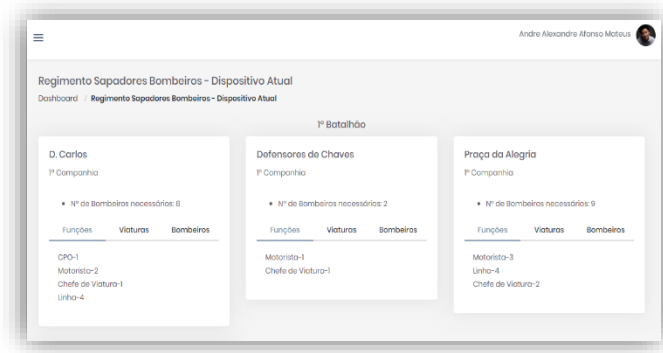 Andre Alexandre Afonso Mateus
Regimento Sapadores Bombeiros - Dispositivo Atual
Dashboard / Regimento Sapadores Bombeiros - Dispositivo Atual
1º Batalhão
D. Carlos
1ª Companhia
• Nº de Bombeiros necessários: 8
Funções Viaturas Bombeiros
CPO-1
Motorista-2
Chefe de Viatura-1
Linha-4
Defensores de Chaves
1ª Companhia
• Nº de Bombeiros necessários: 2
Funções Viaturas Bombeiros
Motorista-1
Chefe de Viatura-1
Praça da Alegria
1ª Companhia
• Nº de Bombeiros necessários: 9
Funções Viaturas Bombeiros
Motorista-3
Linha-4
Chefe de Viatura-2